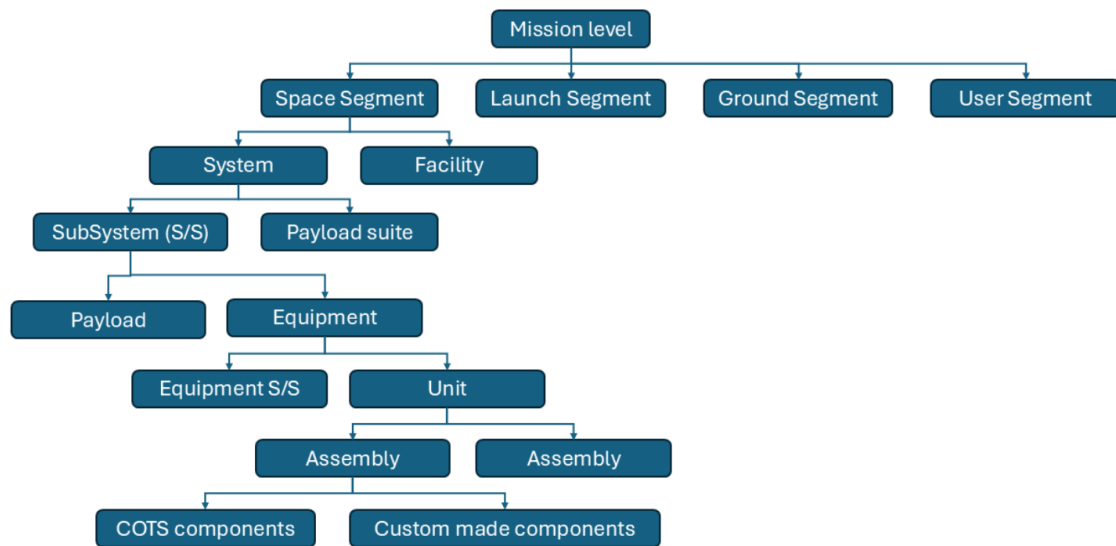 Mission level
Space Segment
Launch Segment
Ground Segment
User Segment
System
Facility
SubSystem (S/S)
Payload suite
Payload
Equipment
Equipment S/S
Unit
Assembly
Assembly
COTS components
Custom made components